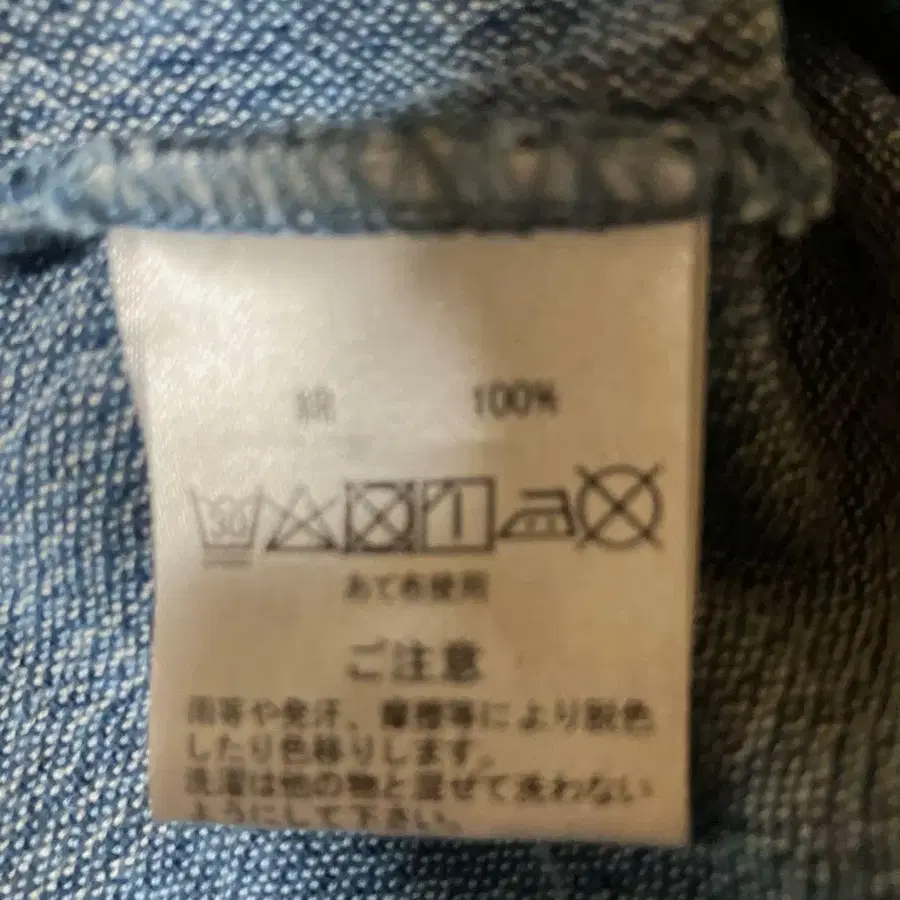 綿 100%
30
あて布使用
ご注意
雨等や発汗、摩擦等により脱色
したり色移りします。
洗濯は他の物と混ぜて洗わない
ようにして下さい。